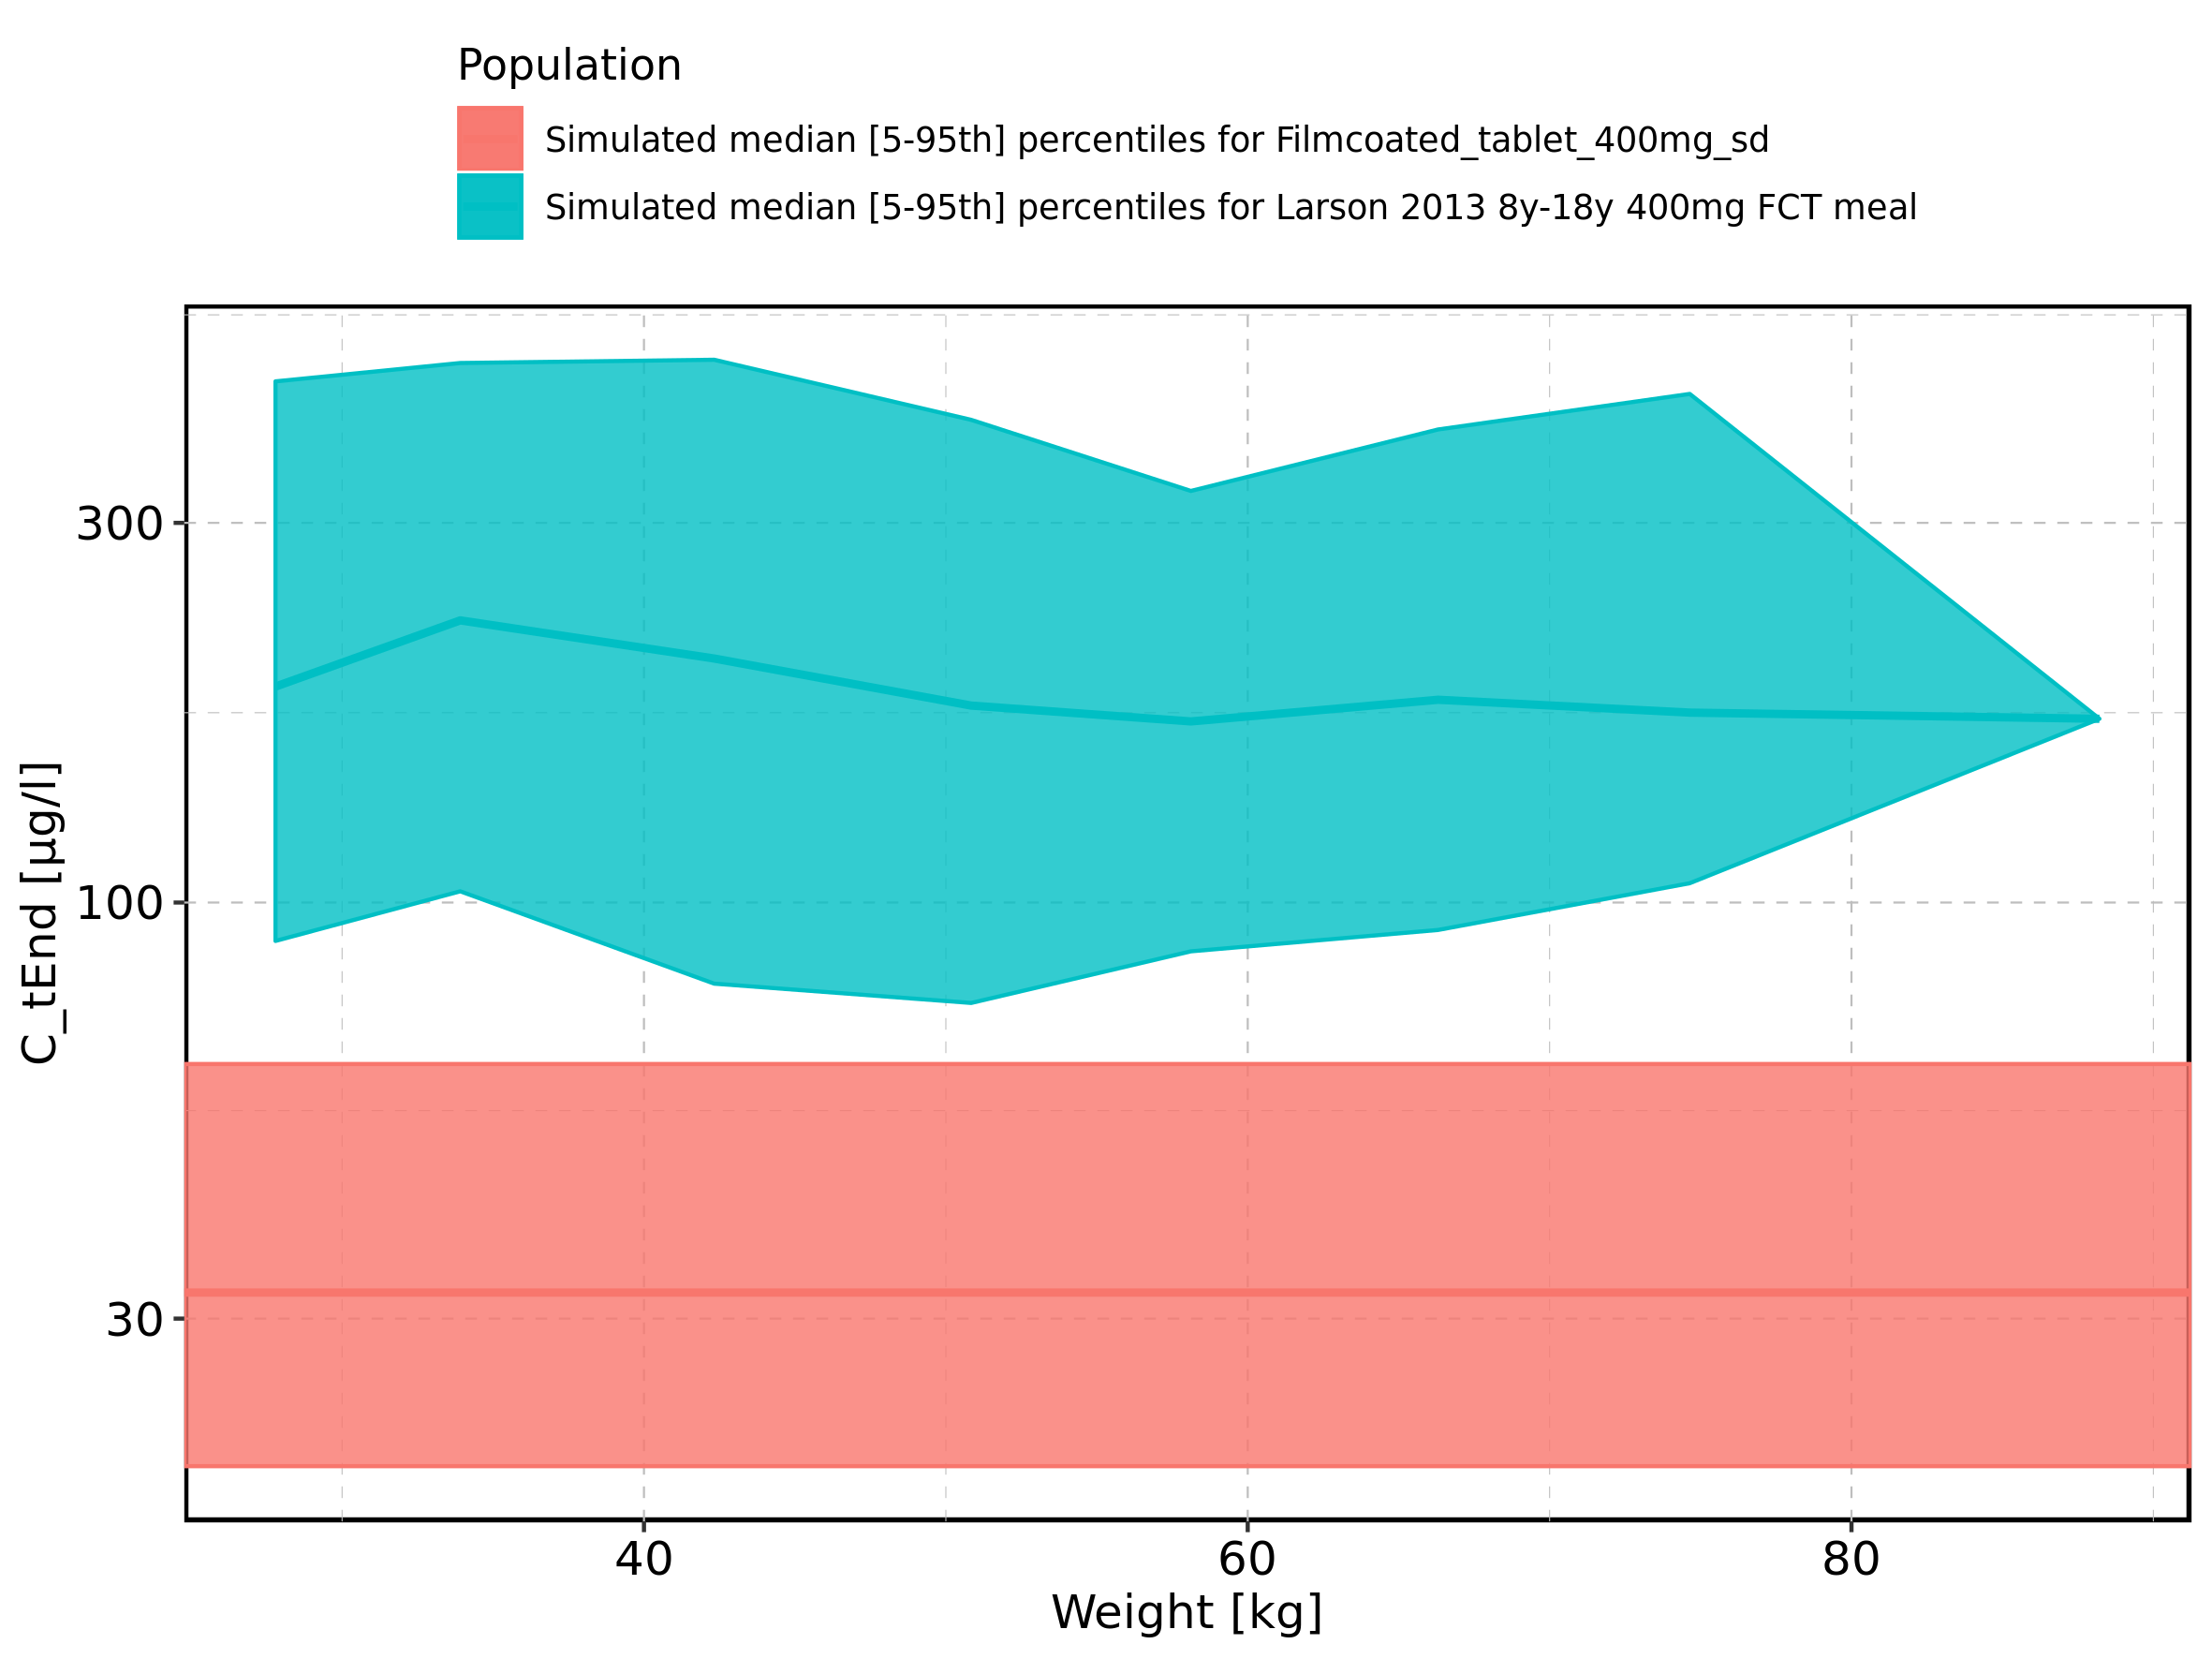 Population
Simulated median [5-95th] percentiles for Filmcoated_tablet_400mg_sd
Simulated median [5-95th] percentiles for Larson 2013 8y-18y 400mg FCT meal
300
100
30
C_tEnd [µg/l]
40 60 80
Weight [kg]